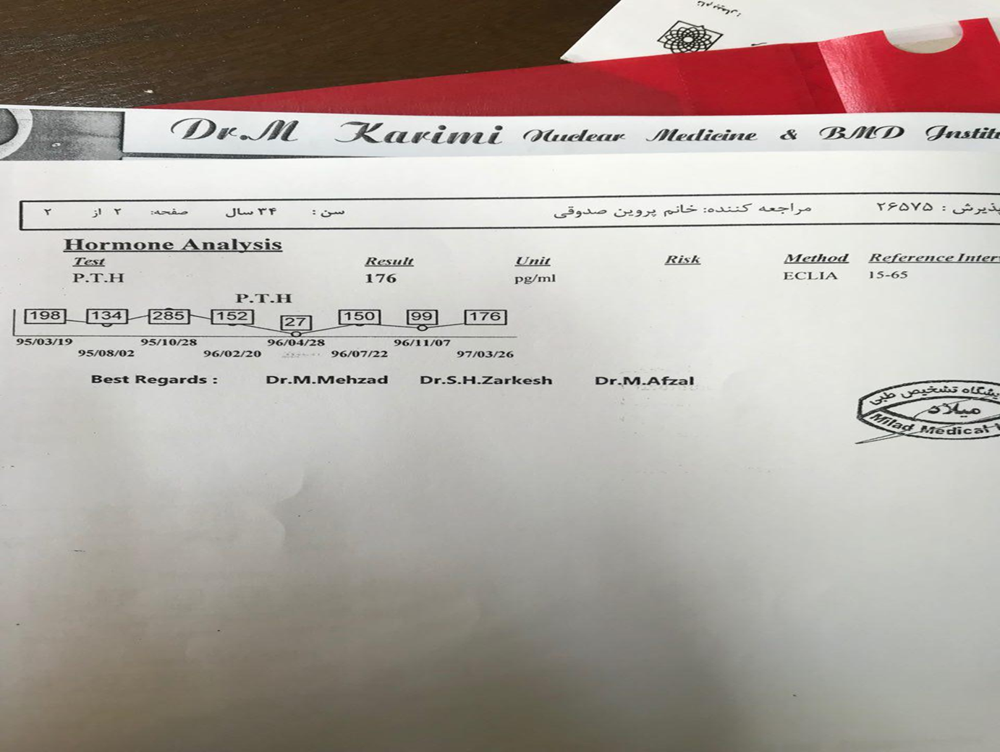 Dr.M Karimi Nuclear Medicine & BMD Institu
پذیرش : ۲۶۵۷۵ مراجعه کننده: خانم پروین صدوقی سن : ۳۴ سال صفحه: ۲ از ۲
Hormone Analysis
Test Result Unit Risk Method Reference Inter
P.T.H 176 pg/ml ECLIA 15-65
P.T.H
198 134 285 152 27 150 99 176
95/03/19 95/10/28 96/04/28 96/11/07
95/08/02 96/02/20 96/07/22 97/03/26
Best Regards : Dr.M.Mehzad Dr.S.H.Zarkesh Dr.M.Afzal
یشگاه تشخیص طبی
میلاد
Milad Medical